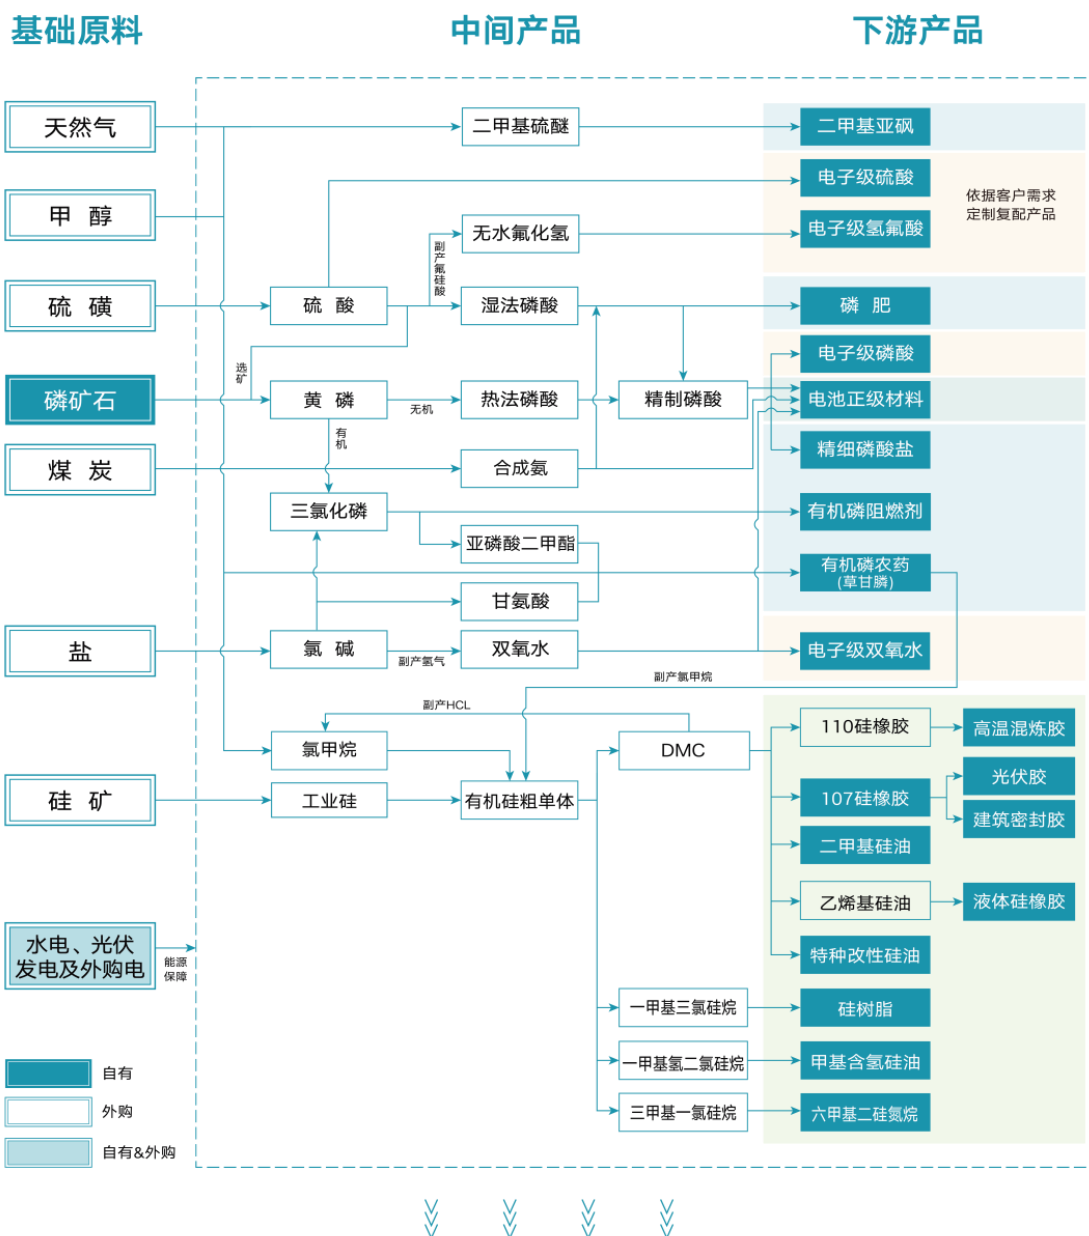 基础原料
中间产品
下游产品
天然气
二甲基硫醚
二甲基亚砜
甲 醇
电子级硫酸
依据客户需求
定制复配产品
无水氟化氢
电子级氢氟酸
副产氟硅酸
硫 磺
硫 酸
湿法磷酸
磷 肥
选矿
电子级磷酸
磷矿石
黄 磷
无机
热法磷酸
精制磷酸
电池正级材料
有机
煤 炭
合成氨
精细磷酸盐
三氯化磷
有机磷阻燃剂
亚磷酸二甲酯
有机磷农药
(草甘膦)
甘氨酸
盐
氯 碱
副产氢气
双氧水
电子级双氧水
副产氯甲烷
副产HCL
氯甲烷
DMC
110硅橡胶
高温混炼胶
硅 矿
工业硅
有机硅粗单体
107硅橡胶
光伏胶
建筑密封胶
二甲基硅油
乙烯基硅油
液体硅橡胶
水电、光伏
发电及外购电
能源
保障
特种改性硅油
一甲基三氯硅烷
硅树脂
一甲基氢二氯硅烷
甲基含氢硅油
三甲基一氯硅烷
六甲基二硅氮烷
自有
外购
自有&外购